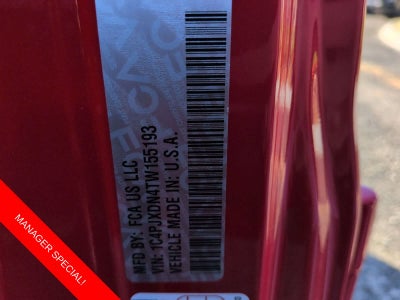 MFD BY: FCA US LLC
VIN: 1C4PJXDN4TW155193
VEHICLE MADE IN: U.S.A.
MANAGER SPECIAL!